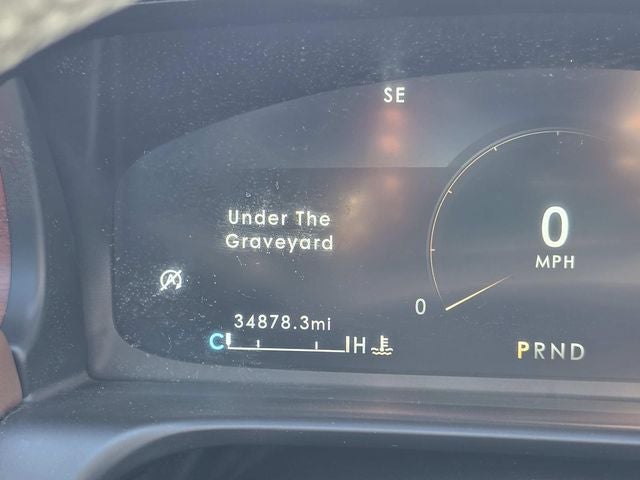 SE
Under The
Graveyard
0
MPH
0
34878.3mi
C H
PRND